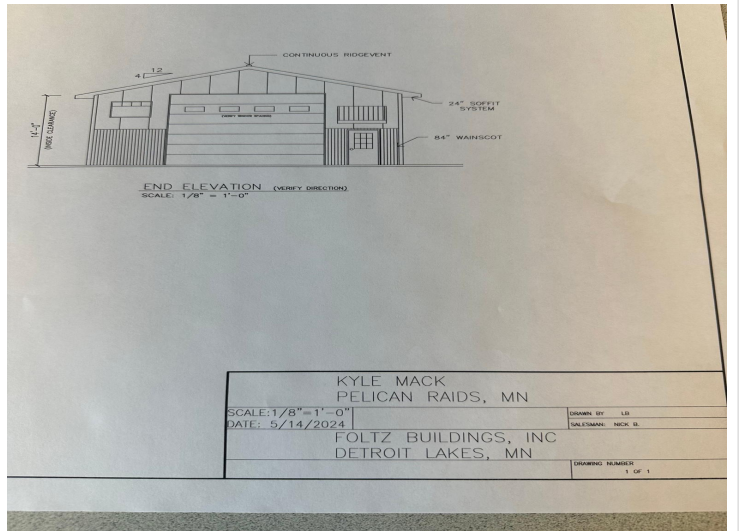 CONTINUOUS RIDGEVENT
12
4
24" SOFFIT
SYSTEM
14'-0"
(INSIDE CLEARANCE)
84" WAINSCOT
END ELEVATION (VERIFY DIRECTION)
SCALE: 1/8" = 1'-0"
KYLE MACK
PELICAN RAIDS, MN
SCALE:1/8"=1'-0"
DATE: 5/14/2024
DRAWN BY LB
SALESMAN: NICK B.
FOLTZ BUILDINGS, INC
DETROIT LAKES, MN
DRAWING NUMBER
1 OF 1